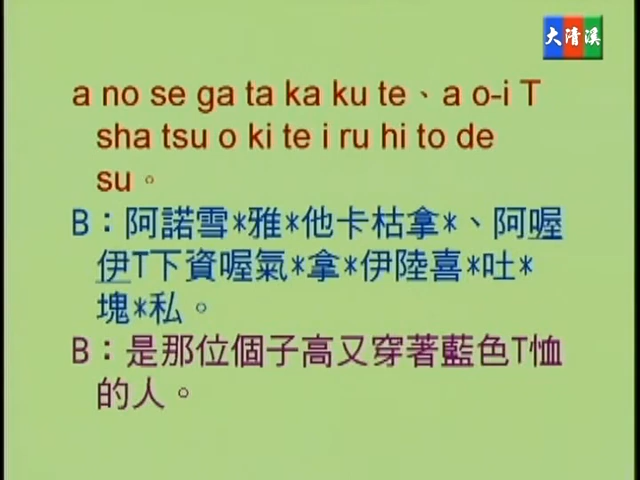 大清溪
a no se ga ta ka ku te、a o-i T
sha tsu o ki te i ru hi to de
su。
B：阿諾雪*雅*他卡枯拿*、阿喔
伊T下資喔氣*拿*伊陸喜*吐*
塊*私。
B：是那位個子高又穿著藍色T恤
的人。